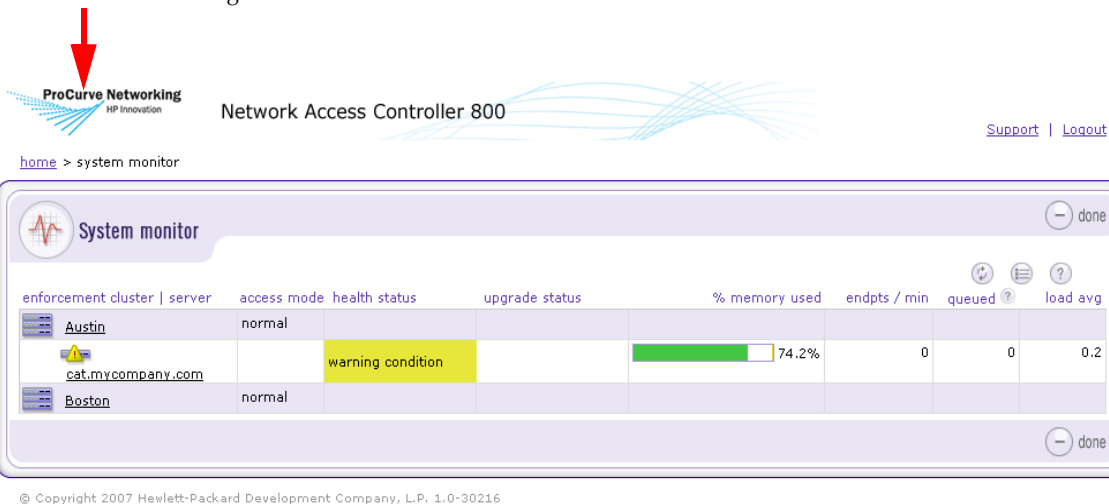 ProCurve Networking
HP Innovation
Network Access Controller 800
Support | Logout
home > system monitor
System monitor
done
enforcement cluster | server access mode health status upgrade status % memory used endpts / min queued ? load avg
Austin normal
cat.mycompany.com warning condition 74.2% 0 0 0.2
Boston normal
done
© Copyright 2007 Hewlett-Packard Development Company, L.P. 1.0-30216